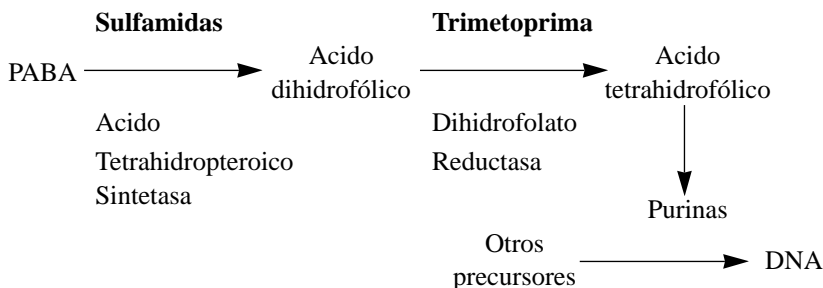 Sulfamidas
Trimetoprima
PABA
Acido
dihidrofólico
Acido
tetrahidrofólico
Acido
Tetrahidropteroico
Sintetasa
Dihidrofolato
Reductasa
Purinas
Otros
precursores
DNA